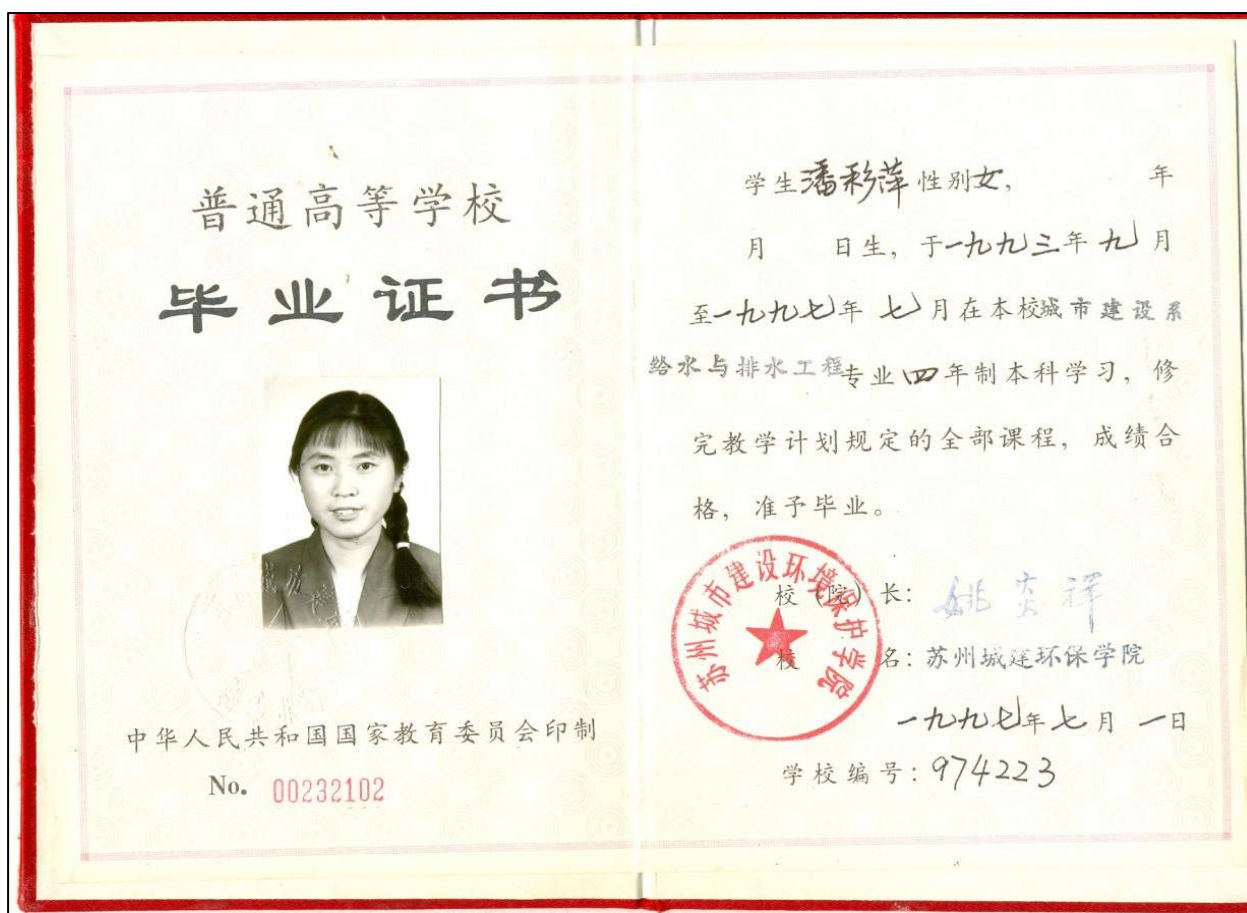 普通高等学校
毕业证书
中华人民共和国国家教育委员会印制
No. 00232102
学生潘彩萍性别女, 年
月 日生, 于一九九三年九月
至一九九七年七月在本校城市建设系
给水与排水工程专业四年制本科学习, 修
完教学计划规定的全部课程, 成绩合
格, 准予毕业。
苏州城市建设环境保护学院
校(院)长: 姚炎祥
校 名: 苏州城建环保学院
一九九七年七月一日
学校编号: 974223